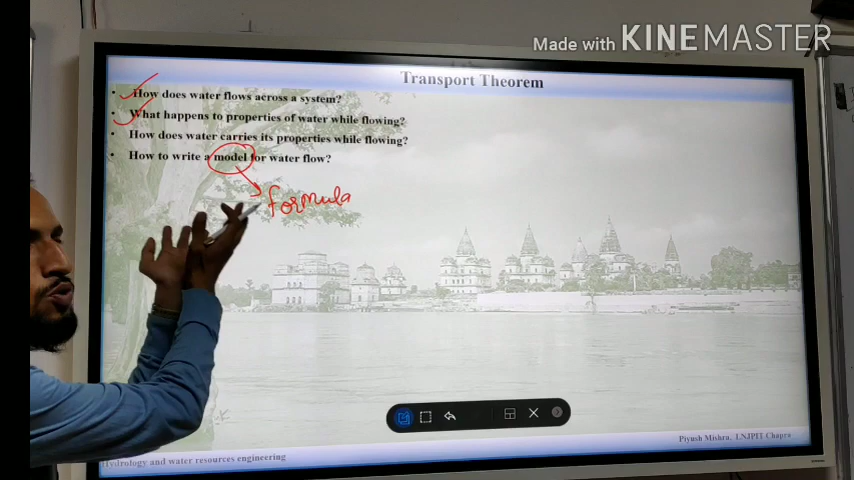 Made with KINEMASTER
Transport Theorem
• How does water flows across a system?
• What happens to properties of water while flowing?
• How does water carries its properties while flowing?
• How to write a model for water flow?
formula
Piyush Mishra, LNJPIT Chapra
Hydrology and water resources engineering